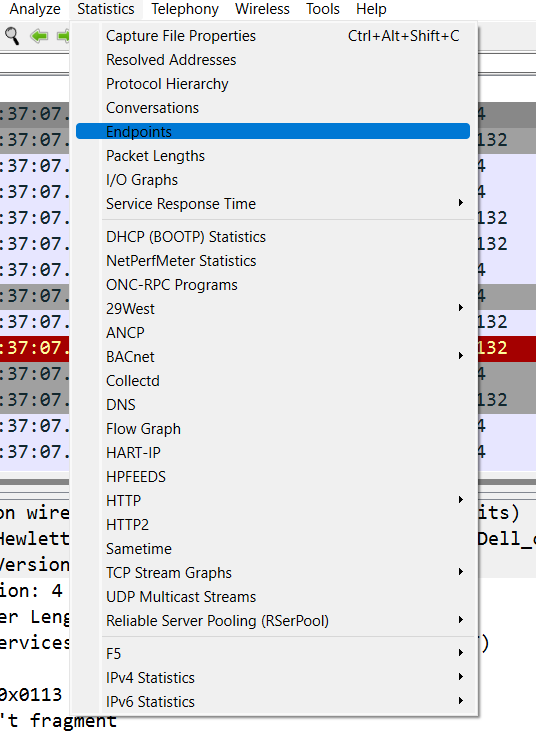 Analyze Statistics Telephony Wireless Tools Help
Capture File Properties Ctrl+Alt+Shift+C
Resolved Addresses
Protocol Hierarchy
Conversations
:37:07. Endpoints 4
:37:07. Packet Lengths 132
:37:07. I/O Graphs 4
:37:07. Service Response Time 4
:37:07. DHCP (BOOTP) Statistics 132
:37:07. NetPerfMeter Statistics 132
:37:07. ONC-RPC Programs 4
:37:07. 29West 4
:37:07. ANCP 132
:37:07. BACnet 132
:37:07. Collectd 4
:37:07. DNS 132
:37:07. Flow Graph 4
:37:07. HART-IP 4
HPFEEDS
HTTP
on wire its)
HTTP2
Hewlett Dell_
Sametime
Version
TCP Stream Graphs
ion: 4
UDP Multicast Streams
er Leng
Reliable Server Pooling (RSerPool)
ervices )
F5
IPv4 Statistics
0x0113
IPv6 Statistics
't fragment